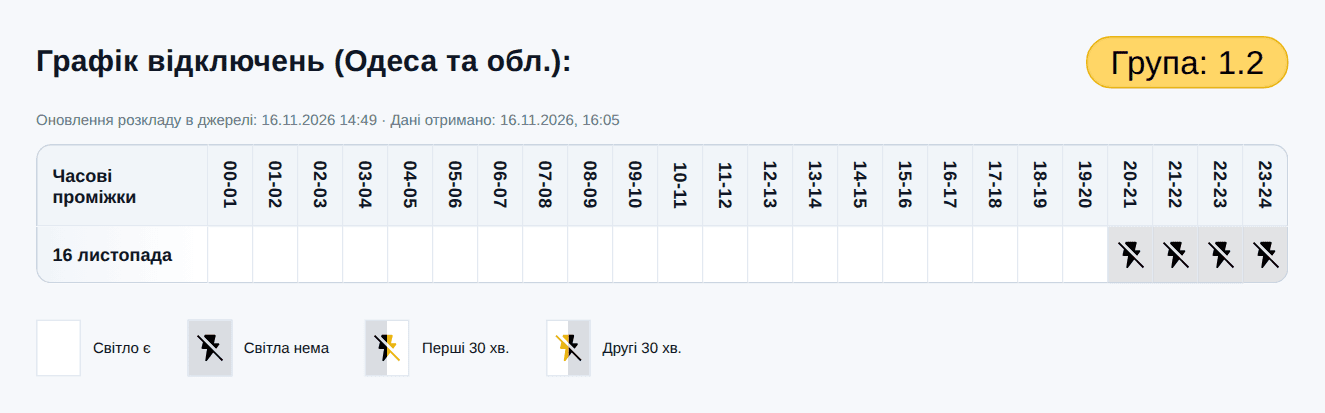 Графік відключень (Одеса та обл.):
Група: 1.2
Оновлення розкладу в джерелі: 16.11.2026 14:49 · Дані отримано: 16.11.2026, 16:05
Часові
проміжки
00-01
01-02
02-03
03-04
04-05
05-06
06-07
07-08
08-09
09-10
10-11
11-12
12-13
13-14
14-15
15-16
16-17
17-18
18-19
19-20
20-21
21-22
22-23
23-24
16 листопада
Світло є
Світла нема
Перші 30 хв.
Другі 30 хв.